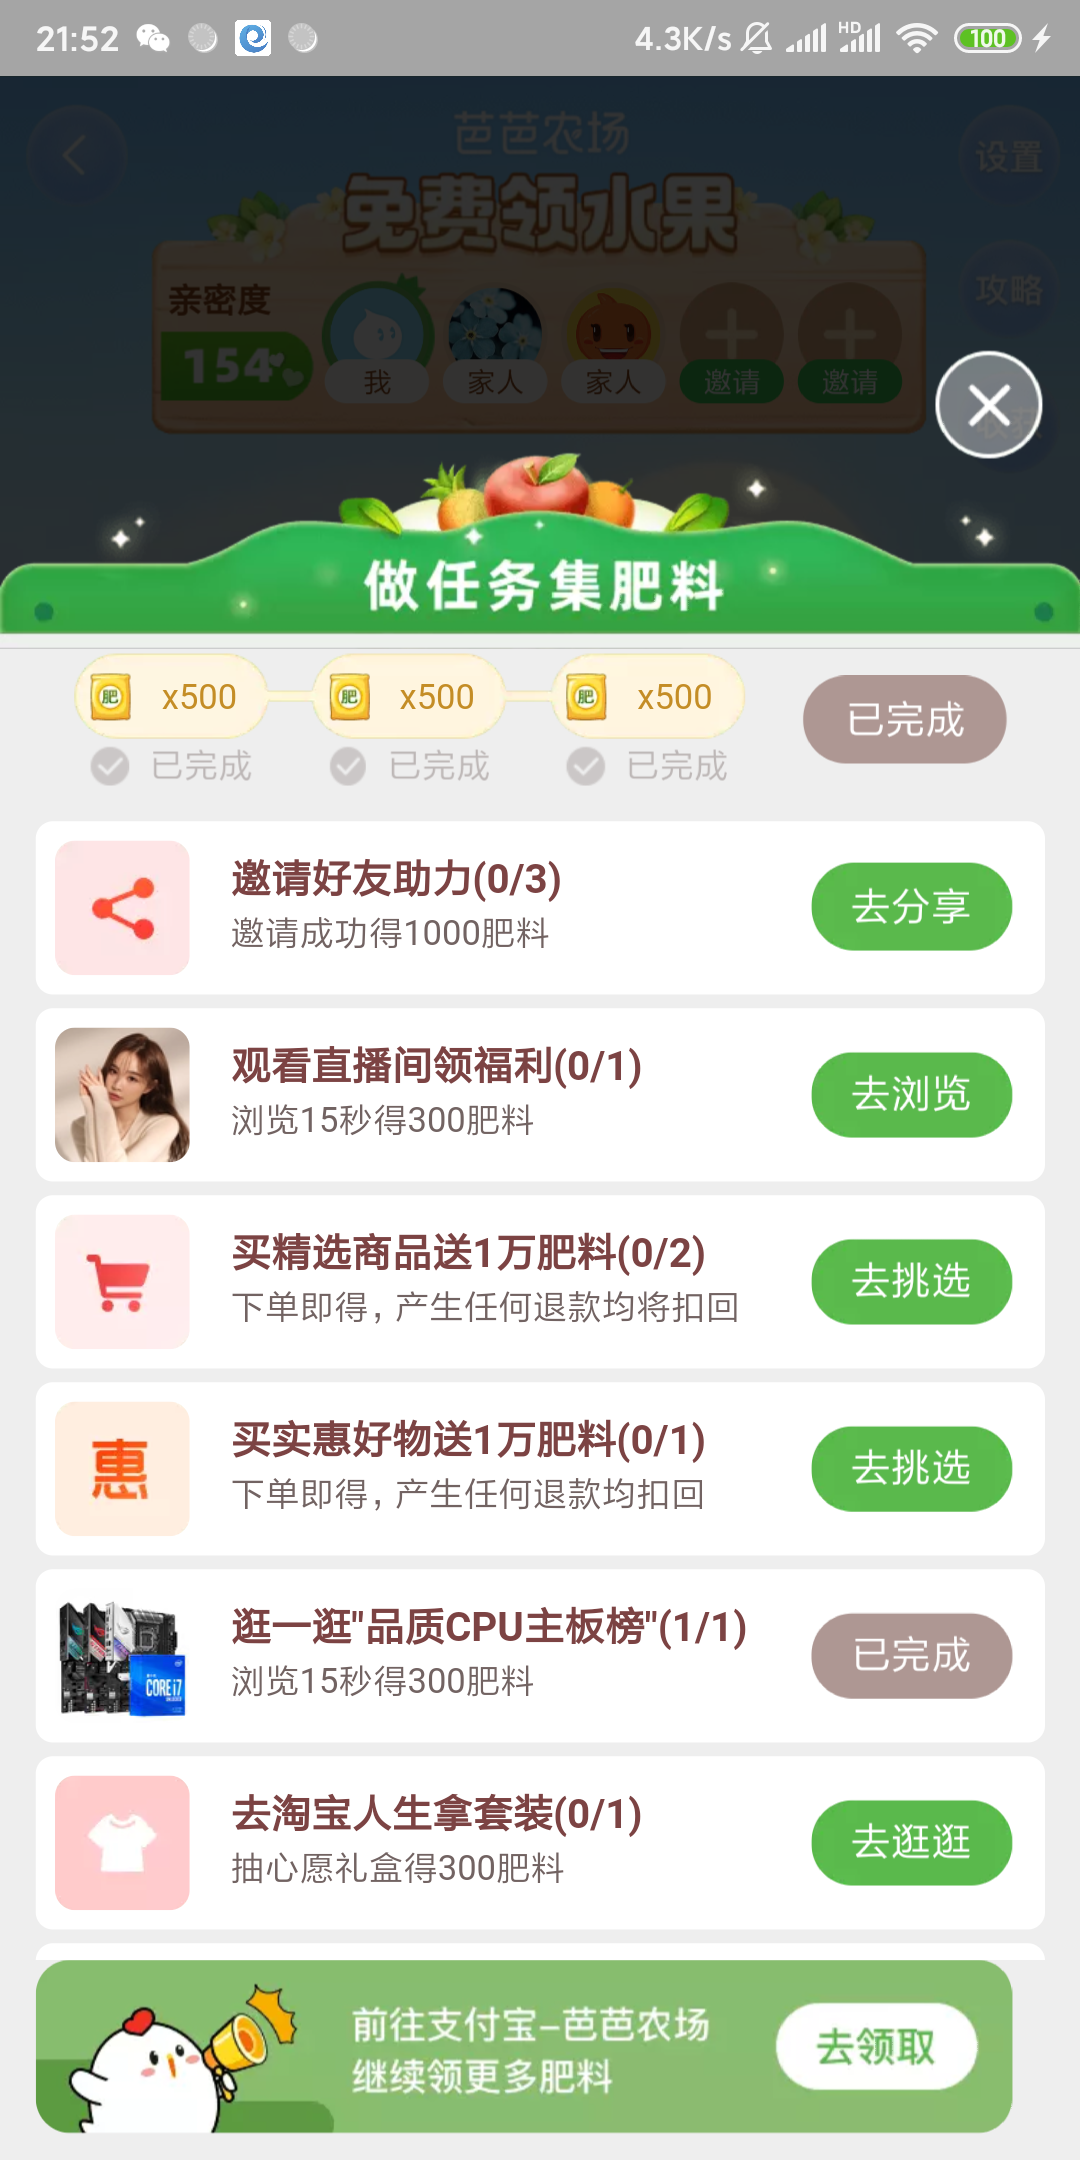 21:52
4.3K/s
HD
100
芭芭农场
设置
免费领水果
攻略
亲密度
154
我
家人
家人
邀请
邀请
做任务集肥料
肥 x500
肥 x500
肥 x500
已完成
已完成
已完成
已完成
邀请好友助力(0/3)
邀请成功得1000肥料
去分享
观看直播间领福利(0/1)
浏览15秒得300肥料
去浏览
买精选商品送1万肥料(0/2)
下单即得，产生任何退款均将扣回
去挑选
惠
买实惠好物送1万肥料(0/1)
下单即得，产生任何退款均扣回
去挑选
CORE i7
逛一逛"品质CPU主板榜"(1/1)
浏览15秒得300肥料
已完成
去淘宝人生拿套装(0/1)
抽心愿礼盒得300肥料
去逛逛
前往支付宝–芭芭农场
继续领更多肥料
去领取